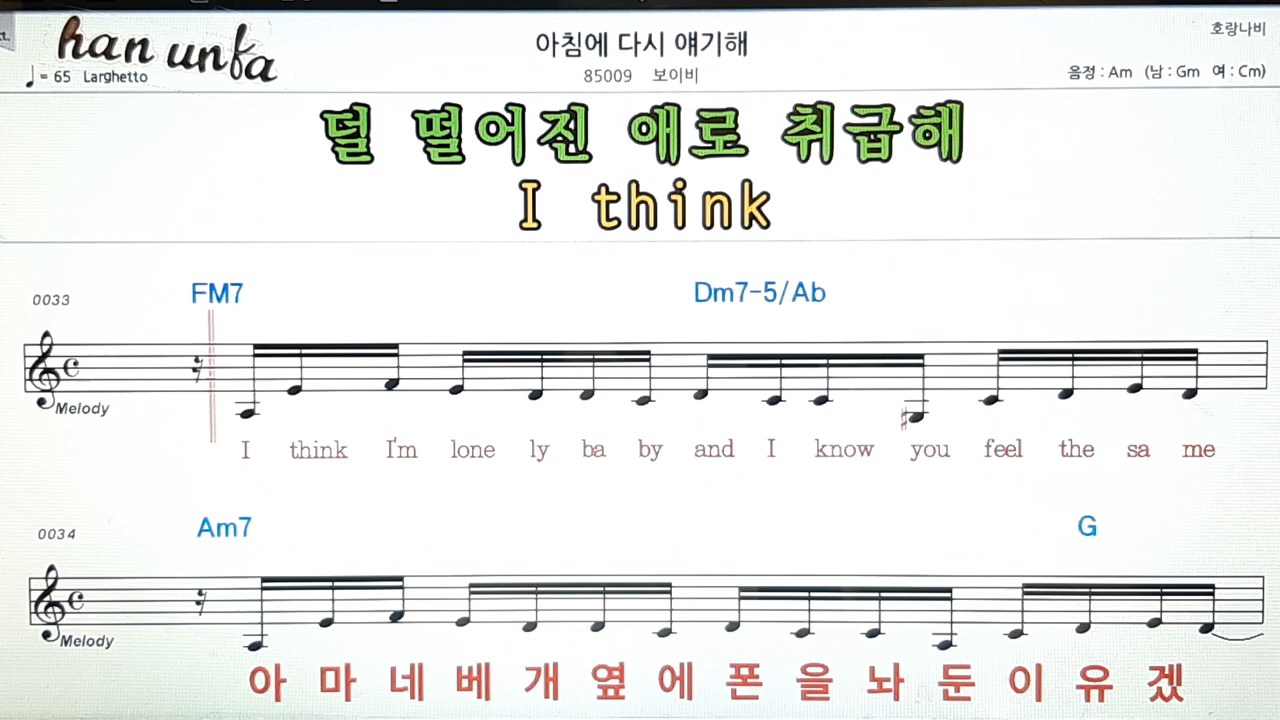 han unfa
♩= 65 Larghetto
아침에 다시 얘기해
85009 보이비
호랑나비
음정 : Am (남 : Gm 여 : Cm)
덜 떨어진 애로 취급해
I think
0033
FM7 Dm7-5/Ab
Melody
I think I'm lone ly ba by and I know you feel the sa me
0034
Am7 G
Melody
아 마 네 베 개 옆 에 폰 을 놔 둔 이 유 겠